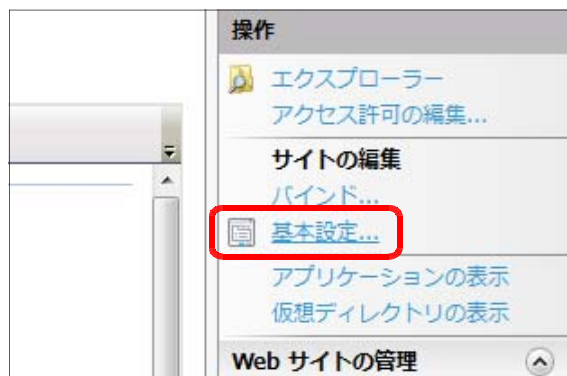 操作
エクスプローラー
アクセス許可の編集...
サイトの編集
バインド...
基本設定...
アプリケーションの表示
仮想ディレクトリの表示
Web サイトの管理